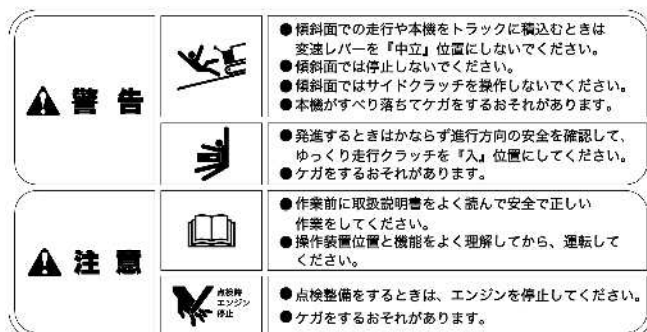 警告
●傾斜面での走行や本機をトラックに積込むときは
変速レバーを『中立』位置にしないでください。
●傾斜面では停止しないでください。
●傾斜面ではサイドクラッチを操作しないでください。
●本機がすべり落ちてケガをするおそれがあります。
●発進するときはかならず進行方向の安全を確認して、
ゆっくり走行クラッチを『入』位置にしてください。
●ケガをするおそれがあります。
注意
●作業前に取扱説明書をよく読んで安全で正しい
作業をしてください。
●操作装置位置と機能をよく理解してから、運転して
ください。
点検時
エンジン
停止
●点検整備をするときは、エンジンを停止してください。
●ケガをするおそれがあります。